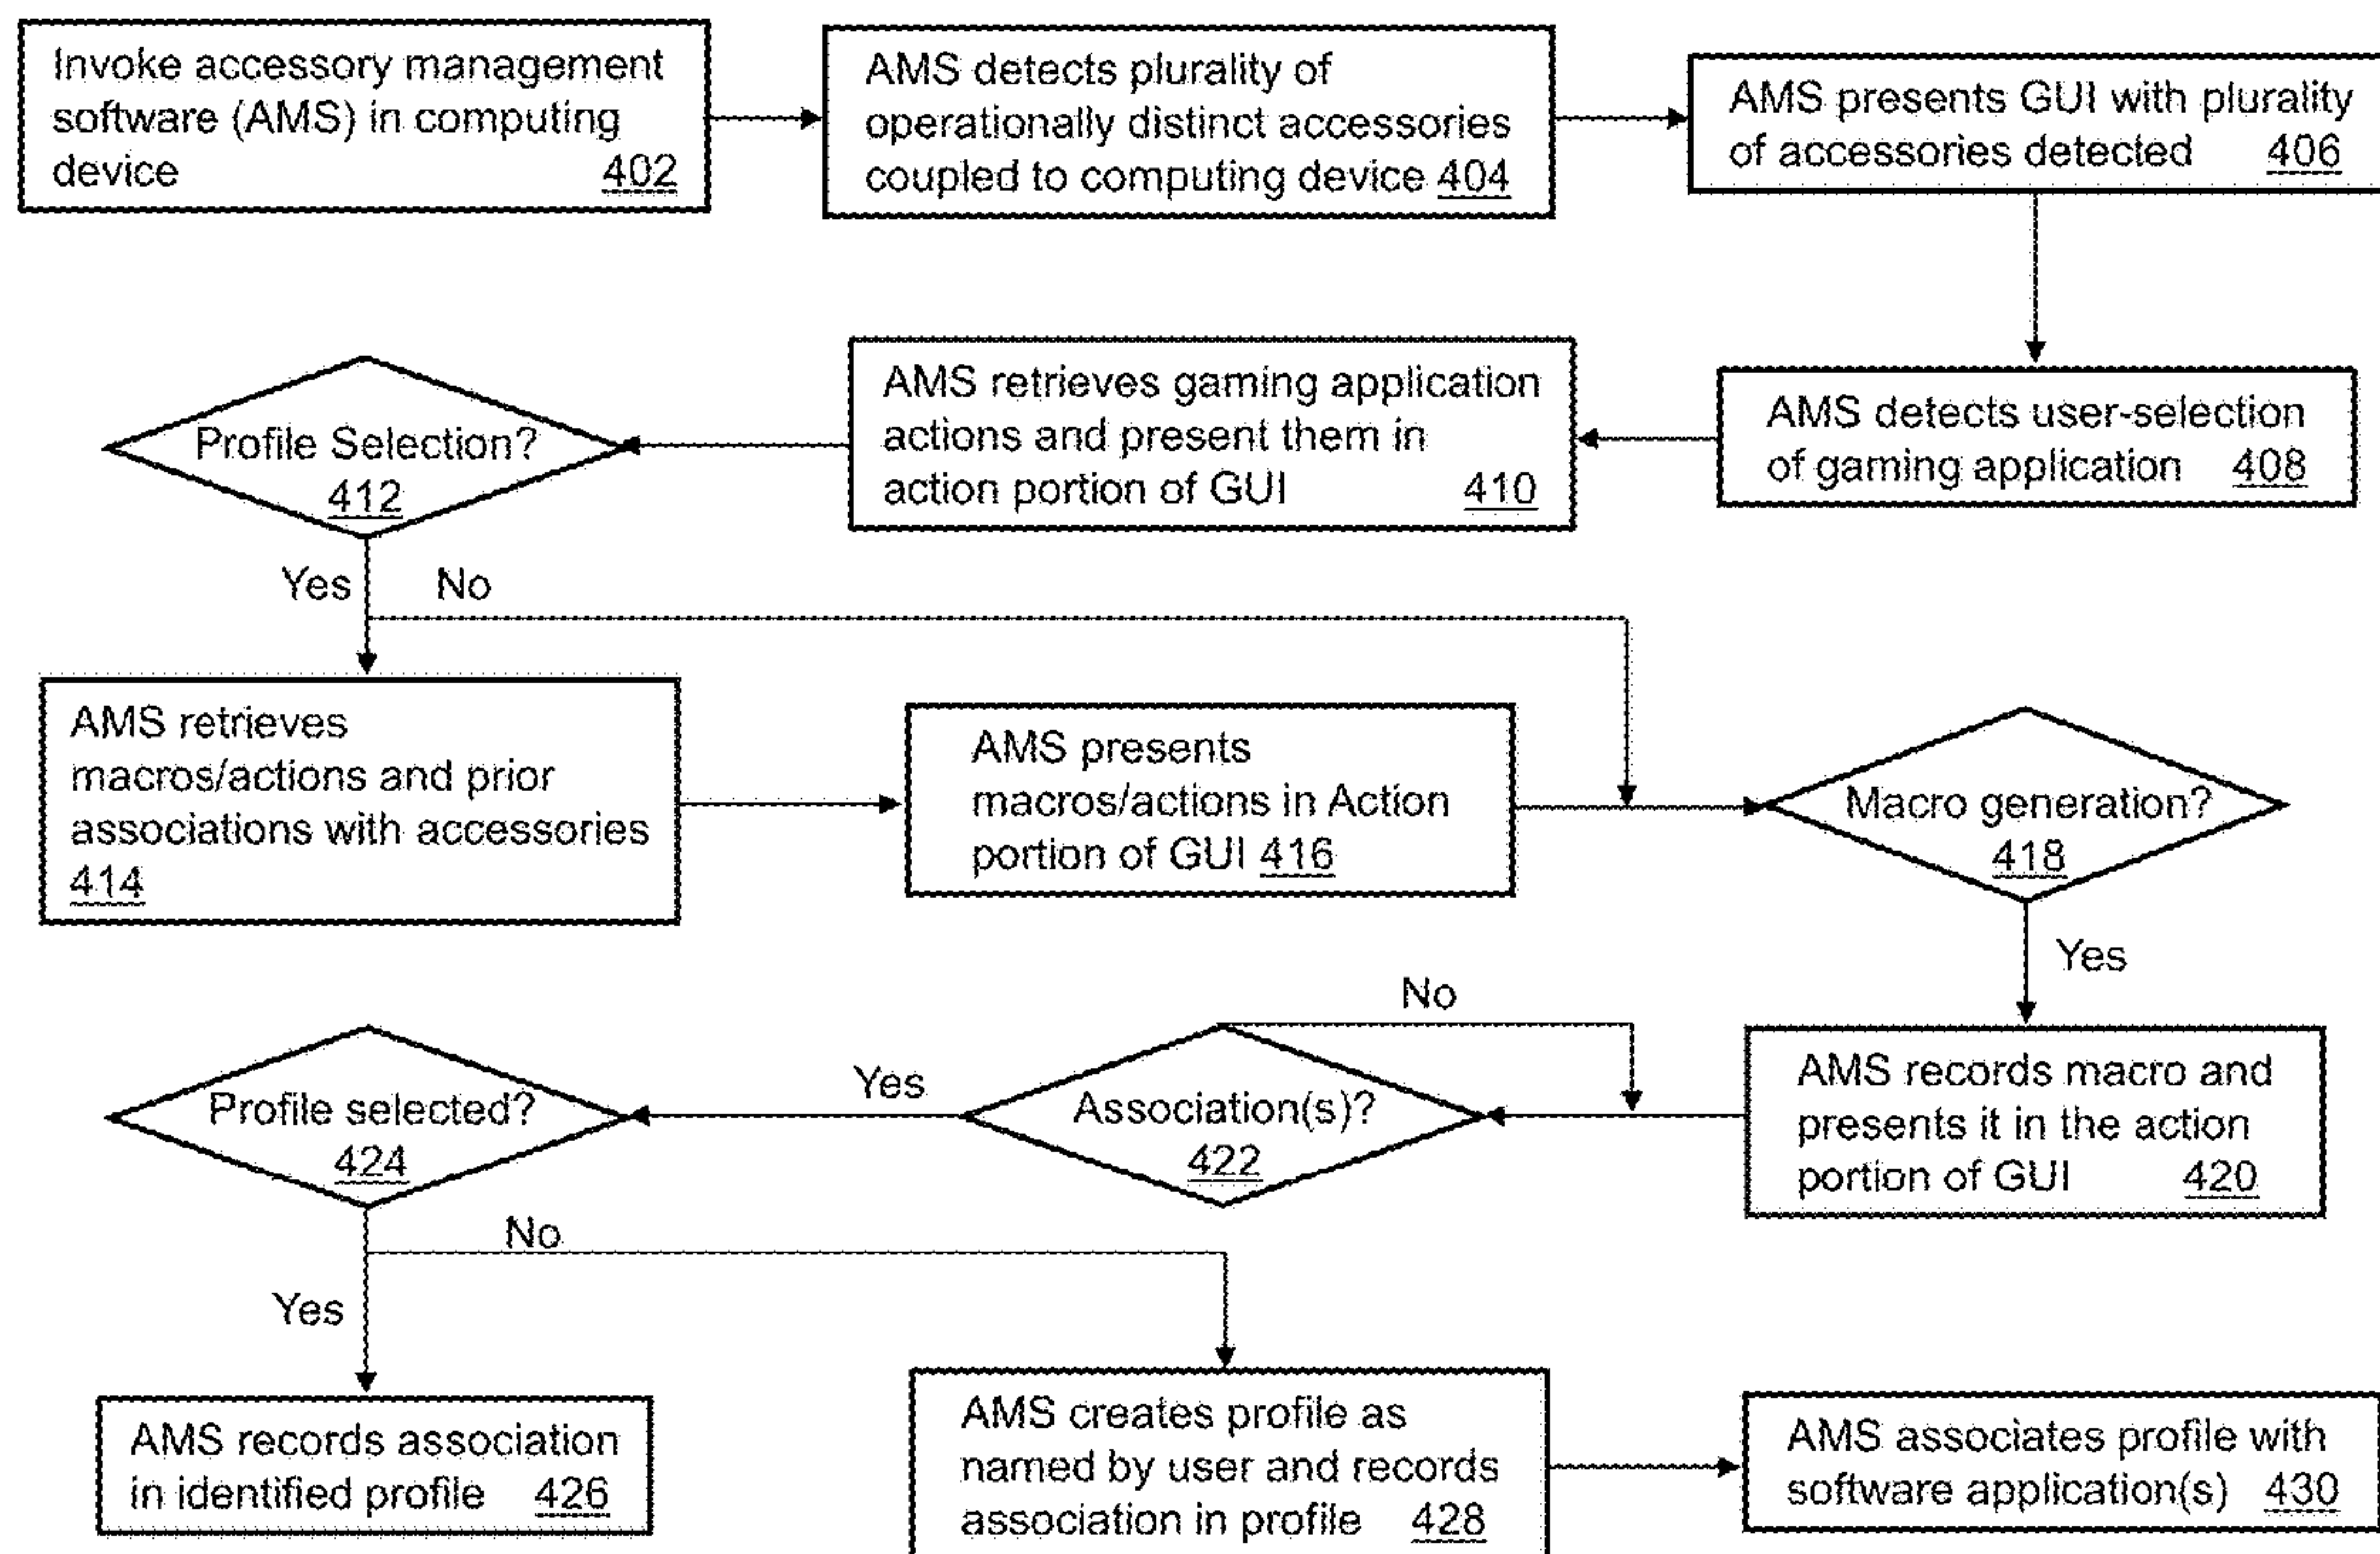 Invoke accessory management
software (AMS) in computing
device 402
AMS detects plurality of
operationally distinct accessories
coupled to computing device 404
AMS presents GUI with plurality
of accessories detected 406
AMS detects user-selection
of gaming application 408
AMS retrieves gaming application
actions and present them in
action portion of GUI 410
Profile Selection?
412
Yes
No
AMS retrieves
macros/actions and prior
associations with accessories
414
AMS presents
macros/actions in Action
portion of GUI 416
Macro generation?
418
Yes
AMS records macro and
presents it in the action
portion of GUI 420
No
Association(s)?
422
Yes
Profile selected?
424
No
Yes
AMS records association
in identified profile 426
AMS creates profile as
named by user and records
association in profile 428
AMS associates profile with
software application(s) 430